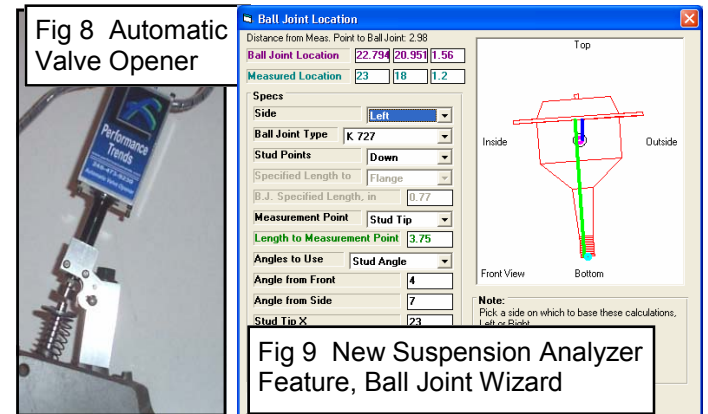 Fig 8 Automatic
Valve Opener
Performance
Trends
Automatic Valve Opener
Ball Joint Location
Distance from Meas. Point to Ball Joint: 2.98
Ball Joint Location 22.794 20.951 1.56
Measured Location 23 18 1.2
Specs
Side Left
Ball Joint Type K 727
Stud Points Down
Specified Length to Flange
B.J. Specified Length, in 0.77
Measurement Point Stud Tip
Length to Measurement Point 3.75
Angles to Use Stud Angle
Angle from Front 4
Angle from Side 7
Stud Tip X 23
Top
Inside
Outside
Front View
Bottom
Note:
Pick a side on which to base these calculations,
Left or Right.
Fig 9 New Suspension Analyzer
Feature, Ball Joint Wizard